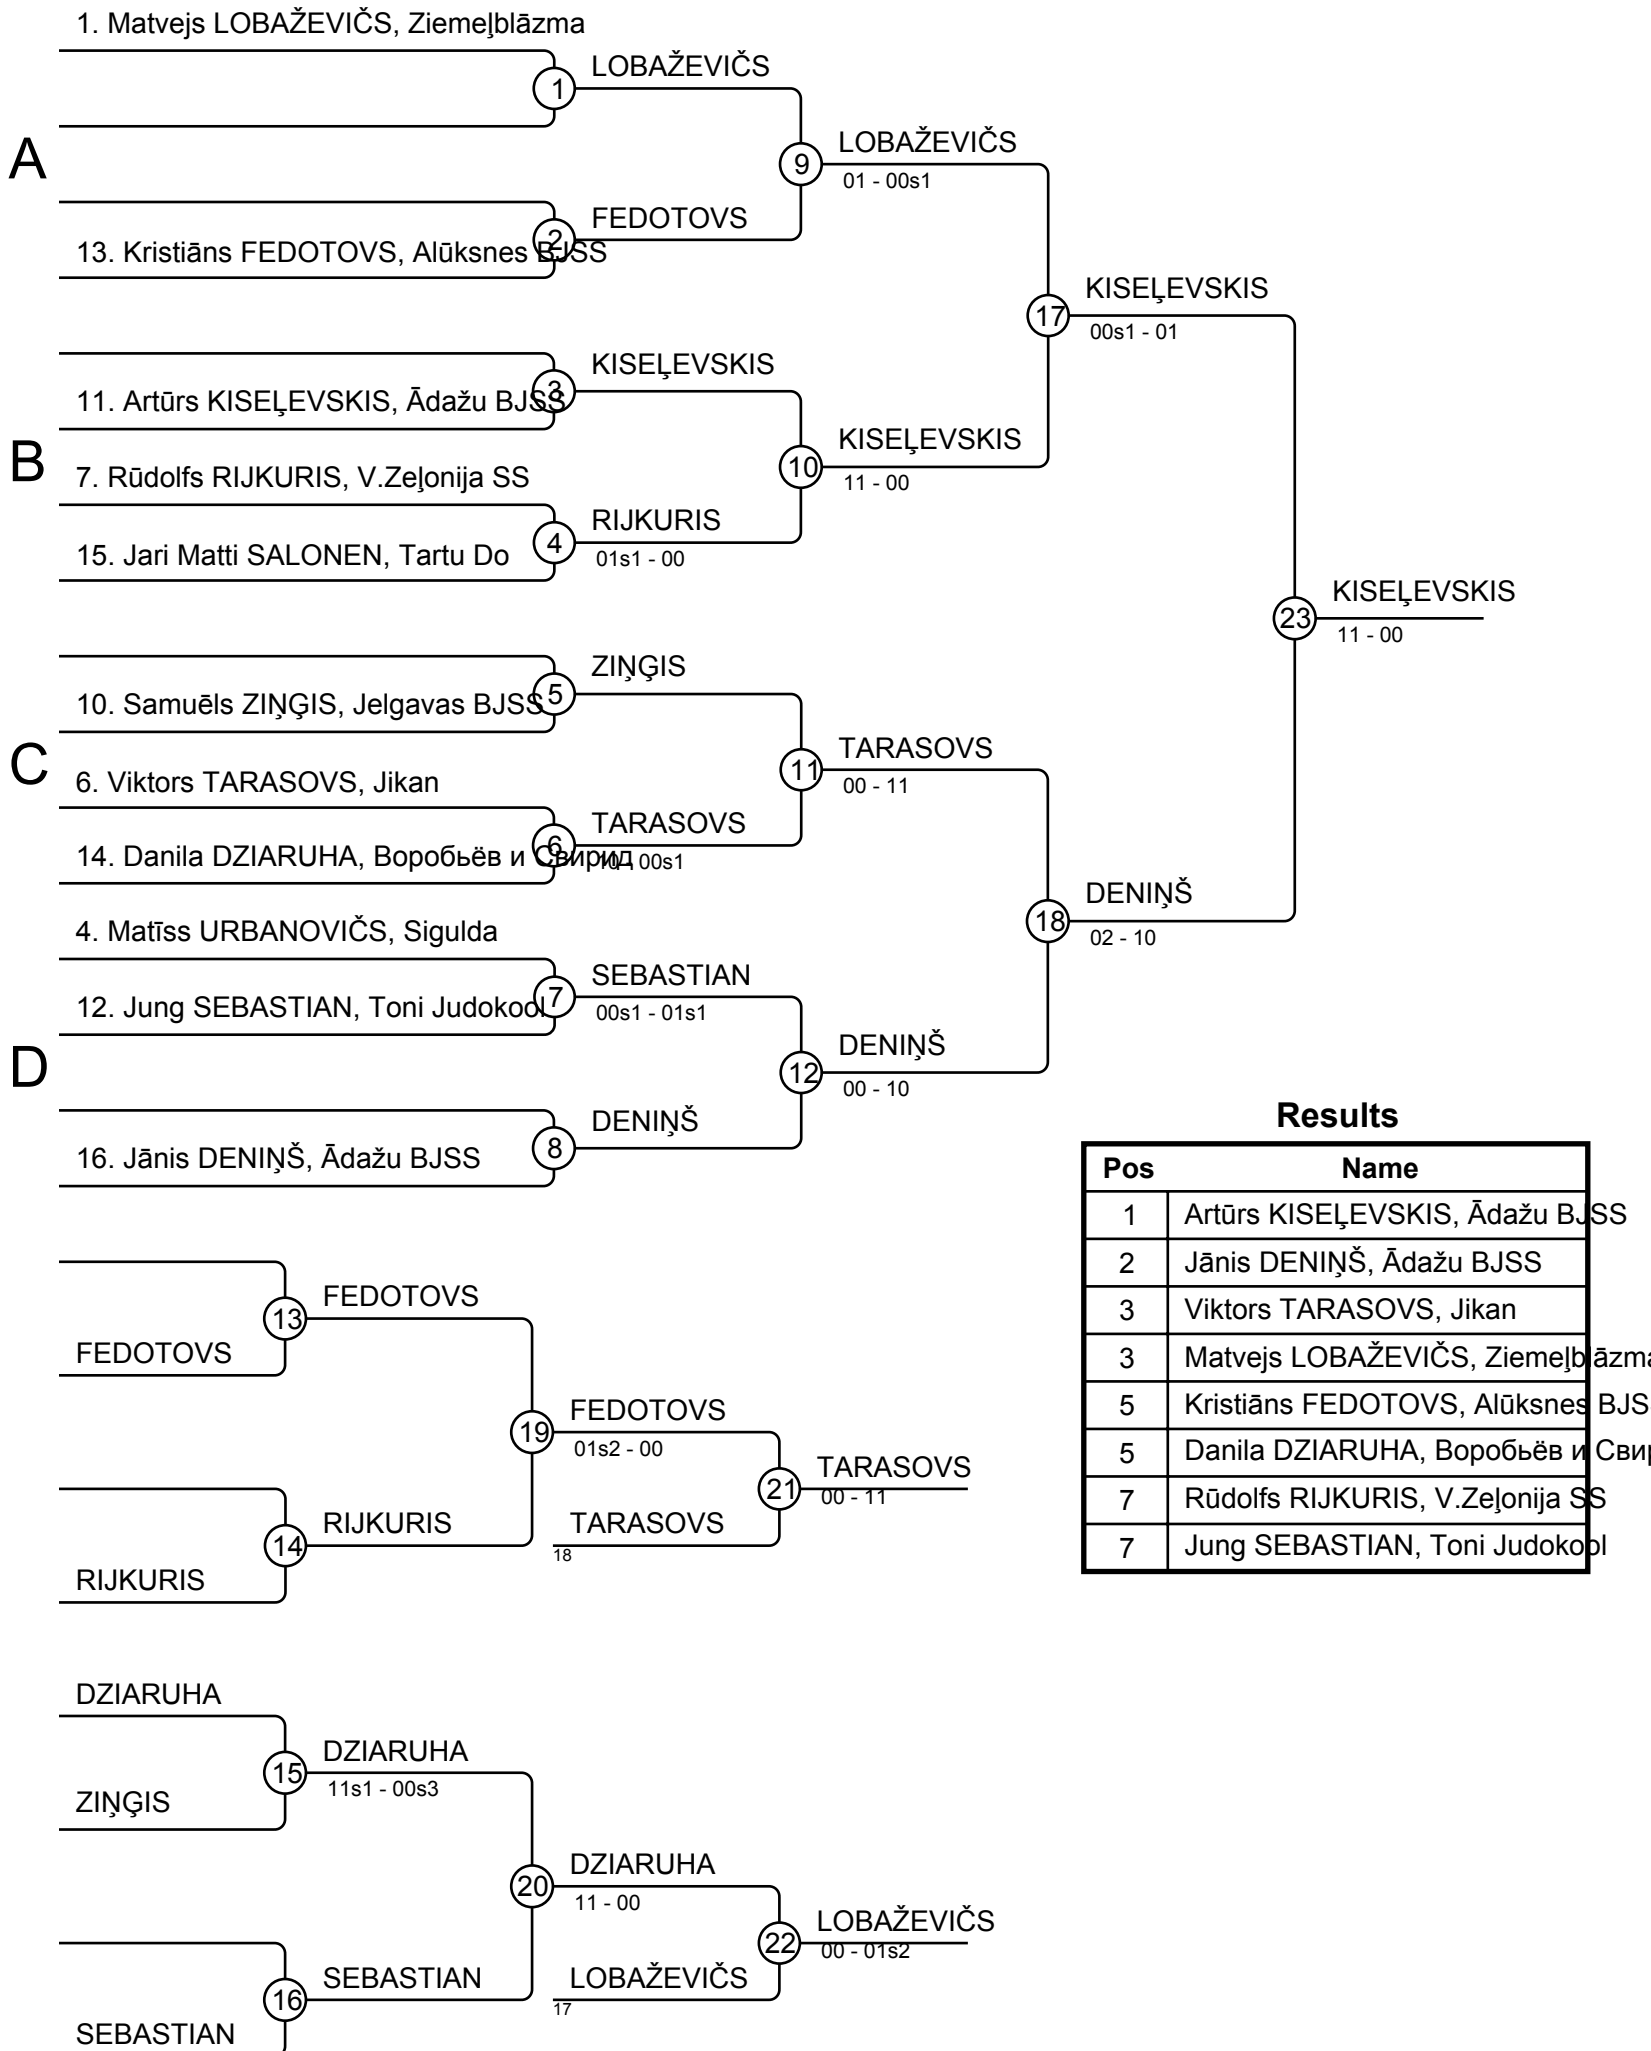 1. Matvejs LOBAŽEVIČS, Ziemeļblāzma
LOBAŽEVIČS
1
A
LOBAŽEVIČS
9
01 - 00s1
FEDOTOVS
2
13. Kristiāns FEDOTOVS, Alūksnes BJSS
KISEĻEVSKIS
17
00s1 - 01
KISEĻEVSKIS
3
11. Artūrs KISEĻEVSKIS, Ādažu BJSS
B
KISEĻEVSKIS
10
11 - 00
7. Rūdolfs RIJKURIS, V.Zeļonija SS
RIJKURIS
4
01s1 - 00
15. Jari Matti SALONEN, Tartu Do
KISEĻEVSKIS
23
11 - 00
ZIŅĢIS
5
10. Samuēls ZIŅĢIS, Jelgavas BJSS
C
TARASOVS
11
00 - 11
6. Viktors TARASOVS, Jikan
TARASOVS
6
10 - 00s1
14. Danila DZIARUHA, Воробьёв и Свирид
DENIŅŠ
18
02 - 10
4. Matīss URBANOVIČS, Sigulda
SEBASTIAN
7
00s1 - 01s1
12. Jung SEBASTIAN, Toni Judokool
D
DENIŅŠ
12
00 - 10
DENIŅŠ
8
16. Jānis DENIŅŠ, Ādažu BJSS
Results
Pos Name
1 Artūrs KISEĻEVSKIS, Ādažu BJSS
2 Jānis DENIŅŠ, Ādažu BJSS
3 Viktors TARASOVS, Jikan
3 Matvejs LOBAŽEVIČS, Ziemeļblāzma
5 Kristiāns FEDOTOVS, Alūksnes BJS
5 Danila DZIARUHA, Воробьёв и Сви
7 Rūdolfs RIJKURIS, V.Zeļonija SS
7 Jung SEBASTIAN, Toni Judokool
FEDOTOVS
13
FEDOTOVS
FEDOTOVS
19
01s2 - 00
TARASOVS
21
00 - 11
RIJKURIS
14
TARASOVS
18
RIJKURIS
DZIARUHA
DZIARUHA
15
11s1 - 00s3
ZIŅĢIS
DZIARUHA
20
11 - 00
LOBAŽEVIČS
22
00 - 01s2
SEBASTIAN
16
LOBAŽEVIČS
17
SEBASTIAN